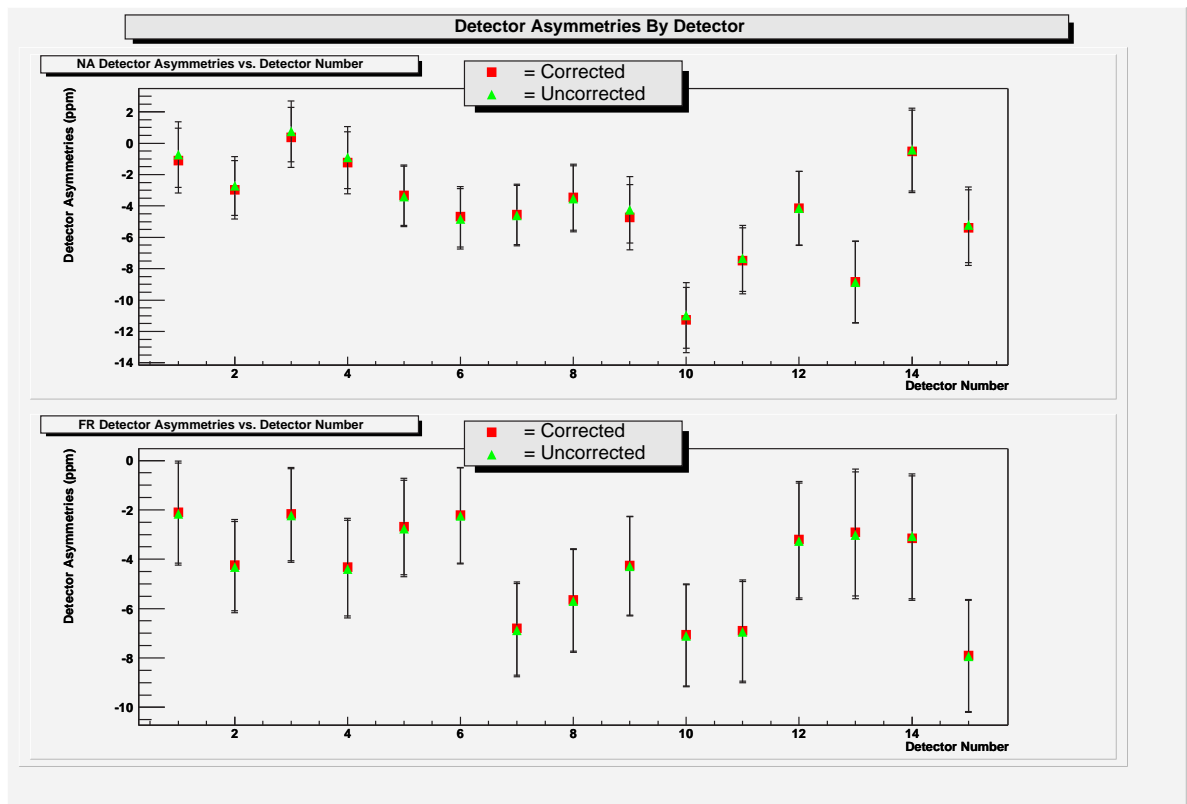 Detector Asymmetries By Detector
NA Detector Asymmetries vs. Detector Number
= Corrected
= Uncorrected
Detector Asymmetries (ppm)
2
0
-2
-4
-6
-8
-10
-12
-14
2 4 6 8 10 12 14
Detector Number
FR Detector Asymmetries vs. Detector Number
= Corrected
= Uncorrected
Detector Asymmetries (ppm)
0
-2
-4
-6
-8
-10
2 4 6 8 10 12 14
Detector Number